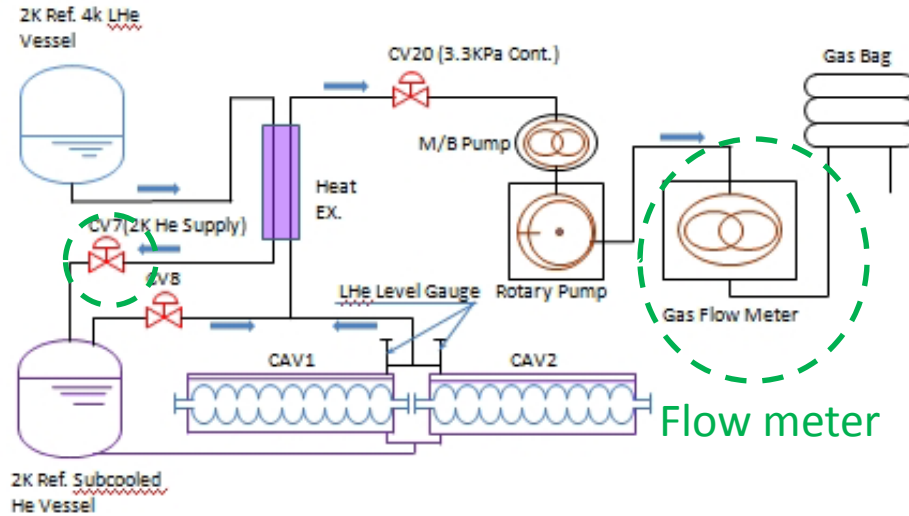 2K Ref. 4k LHe
Vessel
CV20 (3.3KPa Cont.)
Gas Bag
M/B Pump
Heat
EX.
CV7(2K He Supply)
CV8
LHe Level Gauge
Rotary Pump
Gas Flow Meter
CAV1
CAV2
Flow meter
2K Ref. Subcooled
He Vessel